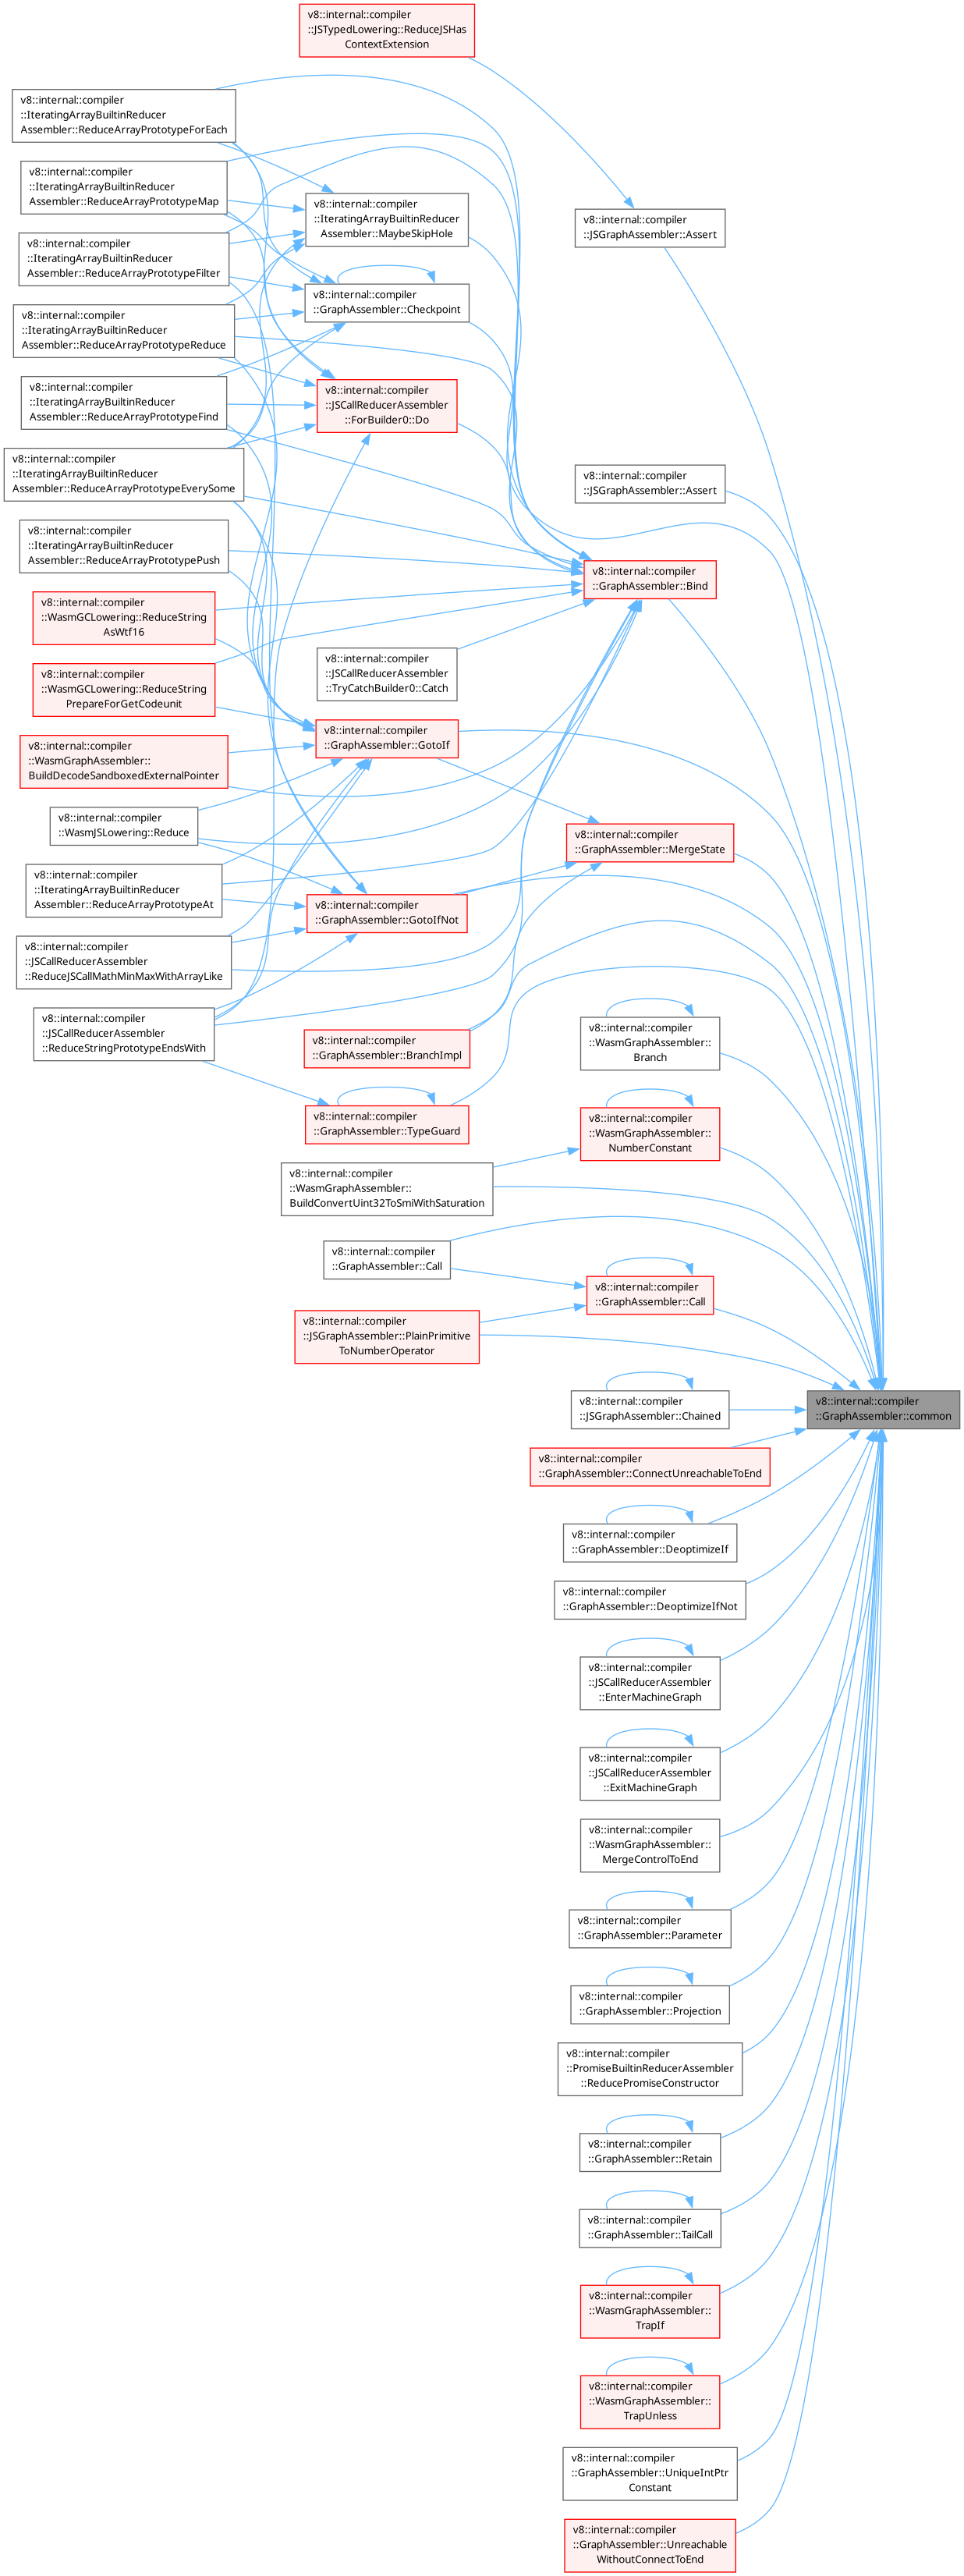 v8::internal::compiler
::JSTypedLowering::ReduceJSHas
ContextExtension
v8::internal::compiler
::IteratingArrayBuiltinReducer
Assembler::ReduceArrayPrototypeForEach
v8::internal::compiler
::IteratingArrayBuiltinReducer
Assembler::ReduceArrayPrototypeMap
v8::internal::compiler
::IteratingArrayBuiltinReducer
Assembler::ReduceArrayPrototypeFilter
v8::internal::compiler
::IteratingArrayBuiltinReducer
Assembler::ReduceArrayPrototypeReduce
v8::internal::compiler
::IteratingArrayBuiltinReducer
Assembler::ReduceArrayPrototypeFind
v8::internal::compiler
::IteratingArrayBuiltinReducer
Assembler::ReduceArrayPrototypeEverySome
v8::internal::compiler
::IteratingArrayBuiltinReducer
Assembler::ReduceArrayPrototypePush
v8::internal::compiler
::WasmGCLowering::ReduceString
AsWtf16
v8::internal::compiler
::WasmGCLowering::ReduceString
PrepareForGetCodeunit
v8::internal::compiler
::WasmGraphAssembler::
BuildDecodeSandboxedExternalPointer
v8::internal::compiler
::WasmJSLowering::Reduce
v8::internal::compiler
::IteratingArrayBuiltinReducer
Assembler::ReduceArrayPrototypeAt
v8::internal::compiler
::JSCallReducerAssembler
::ReduceJSCallMathMinMaxWithArrayLike
v8::internal::compiler
::JSCallReducerAssembler
::ReduceStringPrototypeEndsWith
v8::internal::compiler
::IteratingArrayBuiltinReducer
Assembler::MaybeSkipHole
v8::internal::compiler
::GraphAssembler::Checkpoint
v8::internal::compiler
::JSCallReducerAssembler
::ForBuilder0::Do
v8::internal::compiler
::JSCallReducerAssembler
::TryCatchBuilder0::Catch
v8::internal::compiler
::GraphAssembler::GotoIf
v8::internal::compiler
::GraphAssembler::GotoIfNot
v8::internal::compiler
::GraphAssembler::BranchImpl
v8::internal::compiler
::GraphAssembler::TypeGuard
v8::internal::compiler
::WasmGraphAssembler::
BuildConvertUint32ToSmiWithSaturation
v8::internal::compiler
::GraphAssembler::Call
v8::internal::compiler
::JSGraphAssembler::PlainPrimitive
ToNumberOperator
v8::internal::compiler
::JSGraphAssembler::Assert
v8::internal::compiler
::JSGraphAssembler::Assert
v8::internal::compiler
::GraphAssembler::Bind
v8::internal::compiler
::GraphAssembler::MergeState
v8::internal::compiler
::WasmGraphAssembler::
Branch
v8::internal::compiler
::WasmGraphAssembler::
NumberConstant
v8::internal::compiler
::GraphAssembler::Call
v8::internal::compiler
::JSGraphAssembler::Chained
v8::internal::compiler
::GraphAssembler::ConnectUnreachableToEnd
v8::internal::compiler
::GraphAssembler::DeoptimizeIf
v8::internal::compiler
::GraphAssembler::DeoptimizeIfNot
v8::internal::compiler
::JSCallReducerAssembler
::EnterMachineGraph
v8::internal::compiler
::JSCallReducerAssembler
::ExitMachineGraph
v8::internal::compiler
::WasmGraphAssembler::
MergeControlToEnd
v8::internal::compiler
::GraphAssembler::Parameter
v8::internal::compiler
::GraphAssembler::Projection
v8::internal::compiler
::PromiseBuiltinReducerAssembler
::ReducePromiseConstructor
v8::internal::compiler
::GraphAssembler::Retain
v8::internal::compiler
::GraphAssembler::TailCall
v8::internal::compiler
::WasmGraphAssembler::
TrapIf
v8::internal::compiler
::WasmGraphAssembler::
TrapUnless
v8::internal::compiler
::GraphAssembler::UniqueIntPtr
Constant
v8::internal::compiler
::GraphAssembler::Unreachable
WithoutConnectToEnd
v8::internal::compiler
::GraphAssembler::common